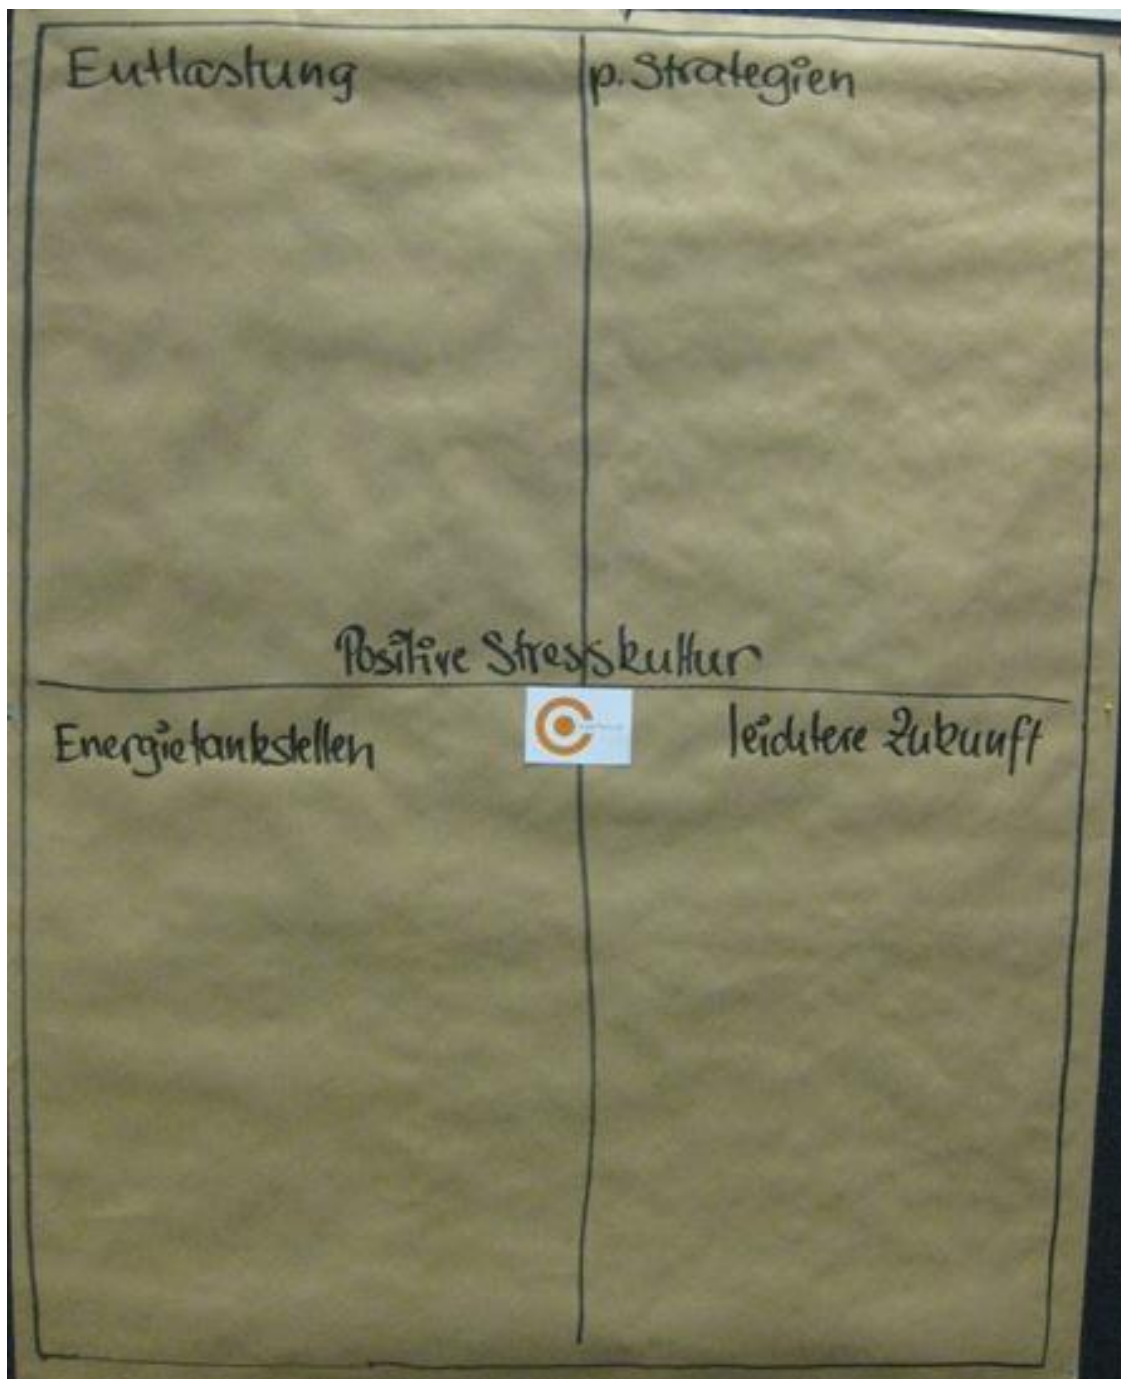 Entlastung
p. Strategien
Positive Stresskultur
Energietankstellen
leichtere Zukunft